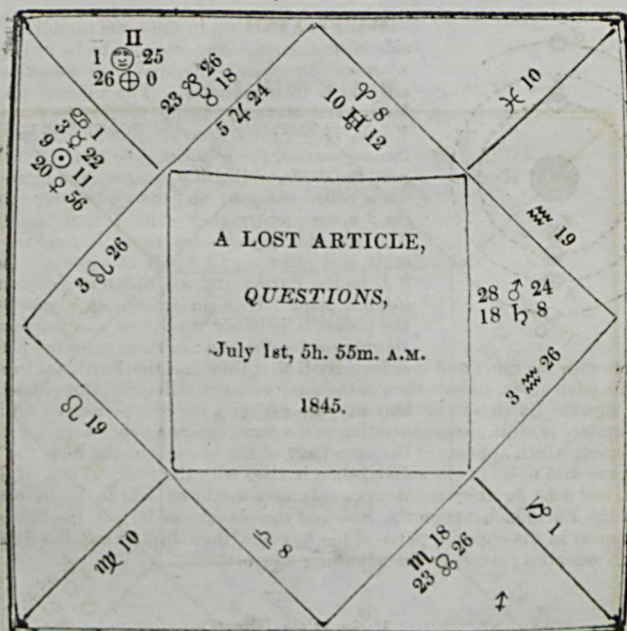 ♊
1 🌝 25
26 ⊕ 0
23 ☋ 26
♉ 18
5 ♃ 24
♈ 8
10 ♅ 12
♓ 10
♋ 1
3 ☿ 22
9 ☉ 11
20 ♀ 56
♒ 19
3 ♌ 26
A LOST ARTICLE,
QUESTIONS,
July 1st, 5h. 55m. A.M.
1845.
28 ♂ 24
18 ♄ 8
3 ♒ 26
♌ 19
♍ 10
♎ 8
♏ 18
23 ☊ 26
♐
♑ 1